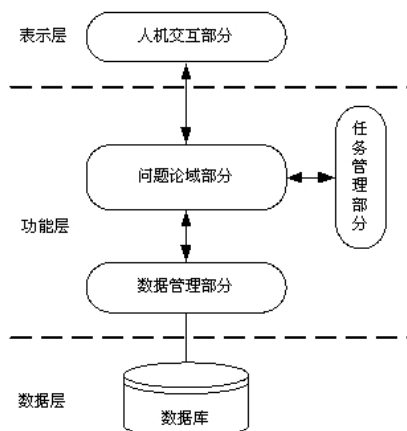 表示层
人机交互部分
任务管理部分
问题论域部分
功能层
数据管理部分
数据层
数据库